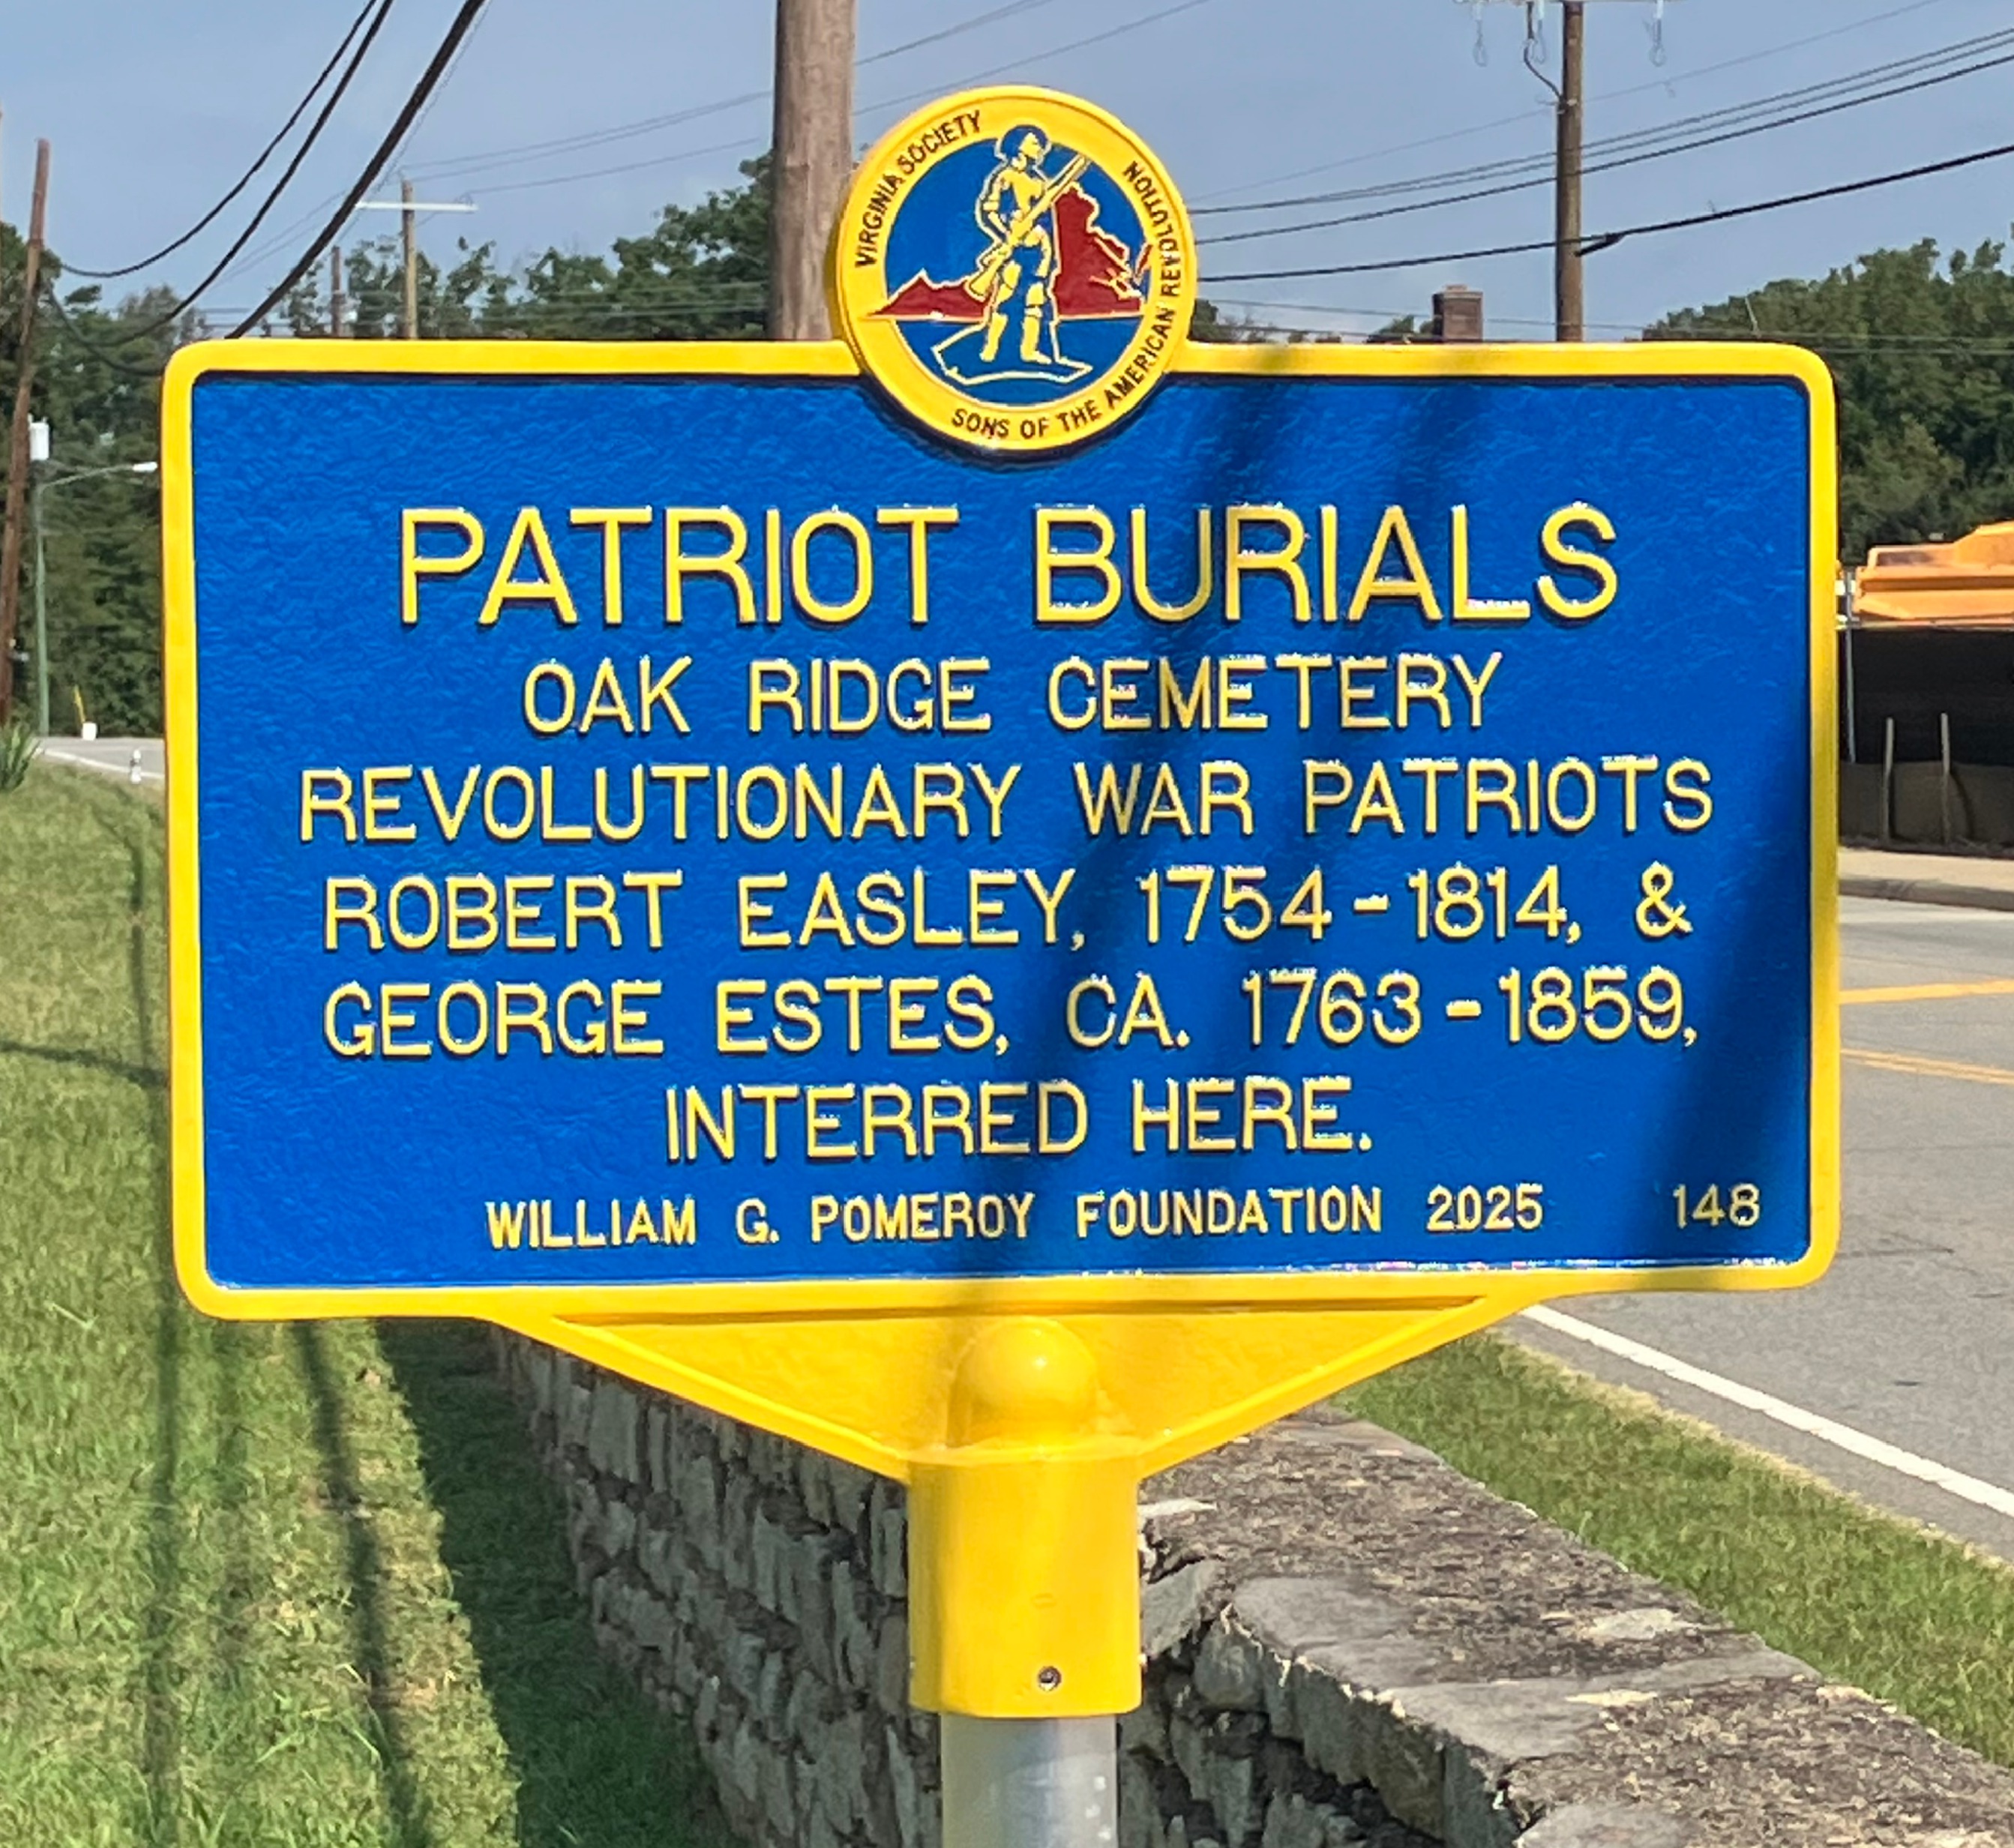 VIRGINIA SOCIETY
SONS OF THE AMERICAN REVOLUTION
PATRIOT BURIALS
OAK RIDGE CEMETERY
REVOLUTIONARY WAR PATRIOTS
ROBERT EASLEY, 1754-1814, &
GEORGE ESTES, CA. 1763-1859,
INTERRED HERE.
WILLIAM G. POMEROY FOUNDATION 2025 148